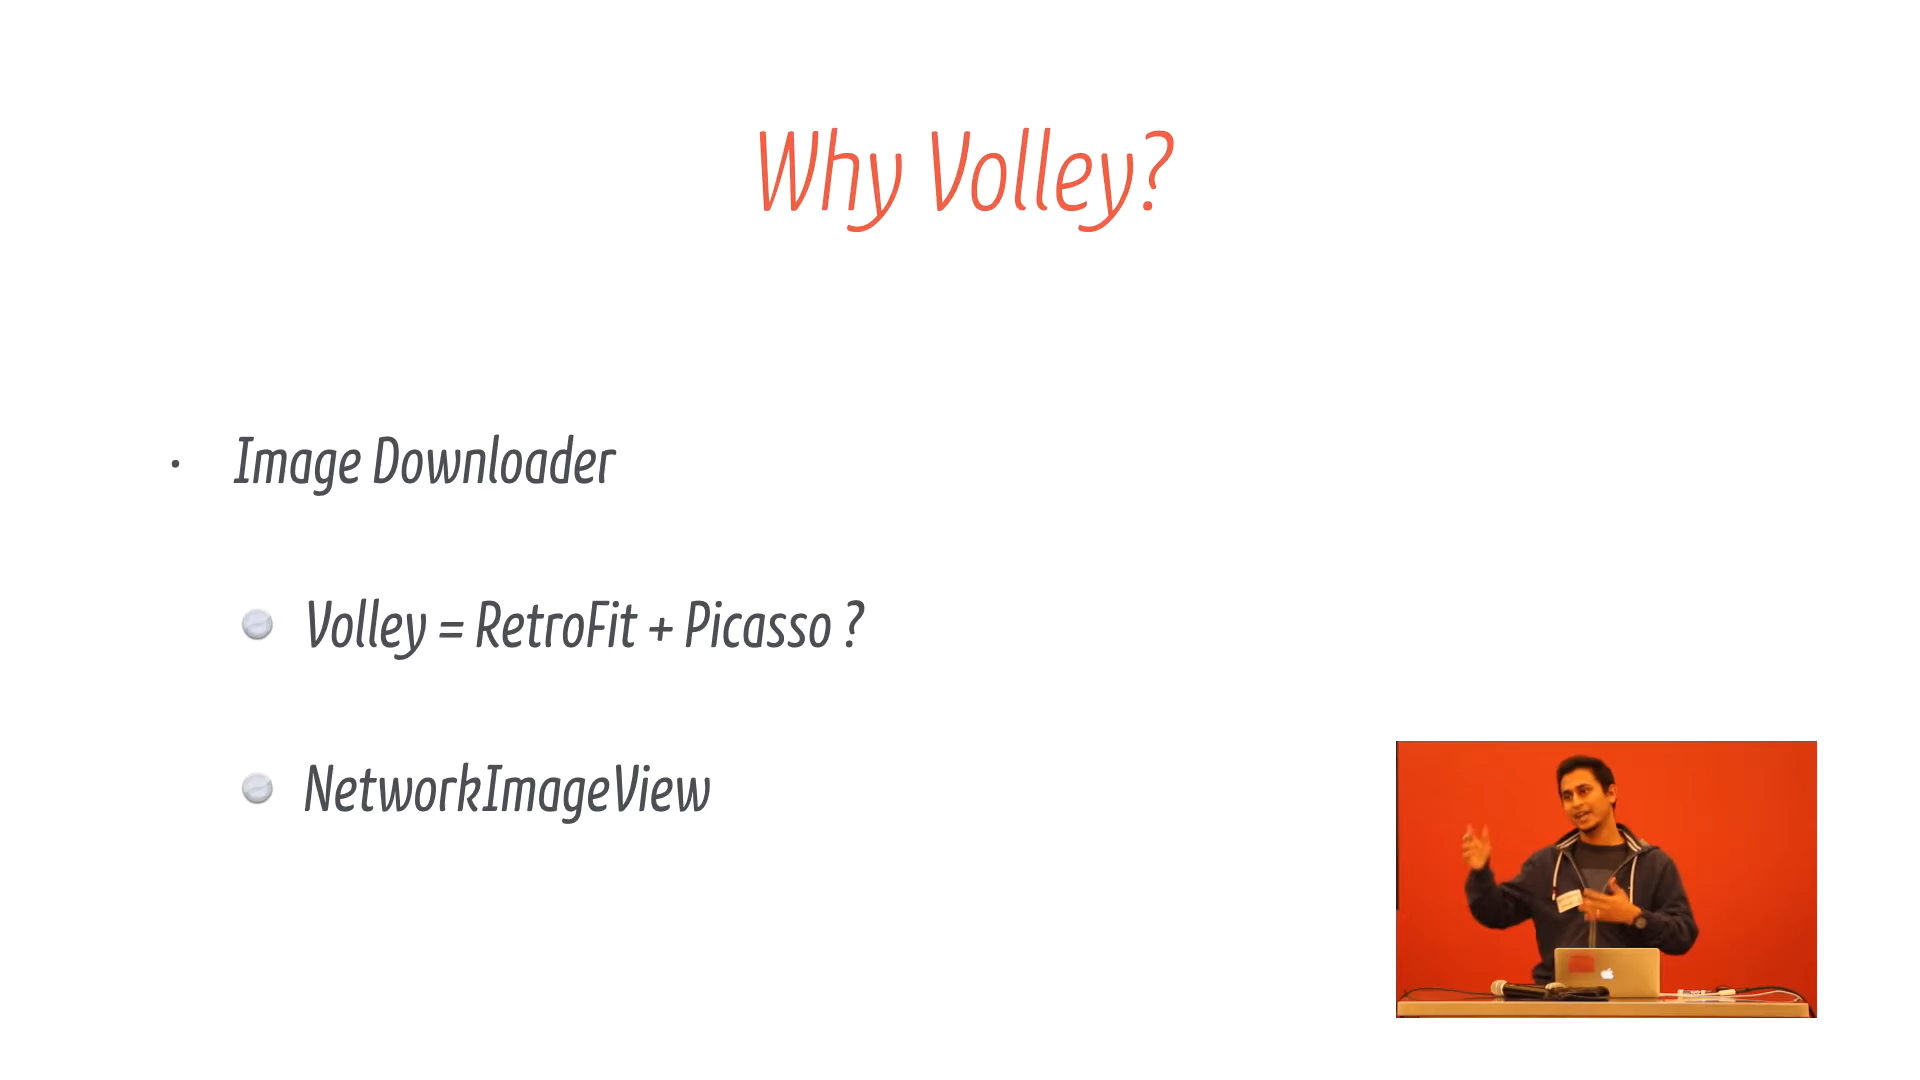 Why Volley?
Image Downloader
Volley = RetroFit + Picasso ?
NetworkImageView